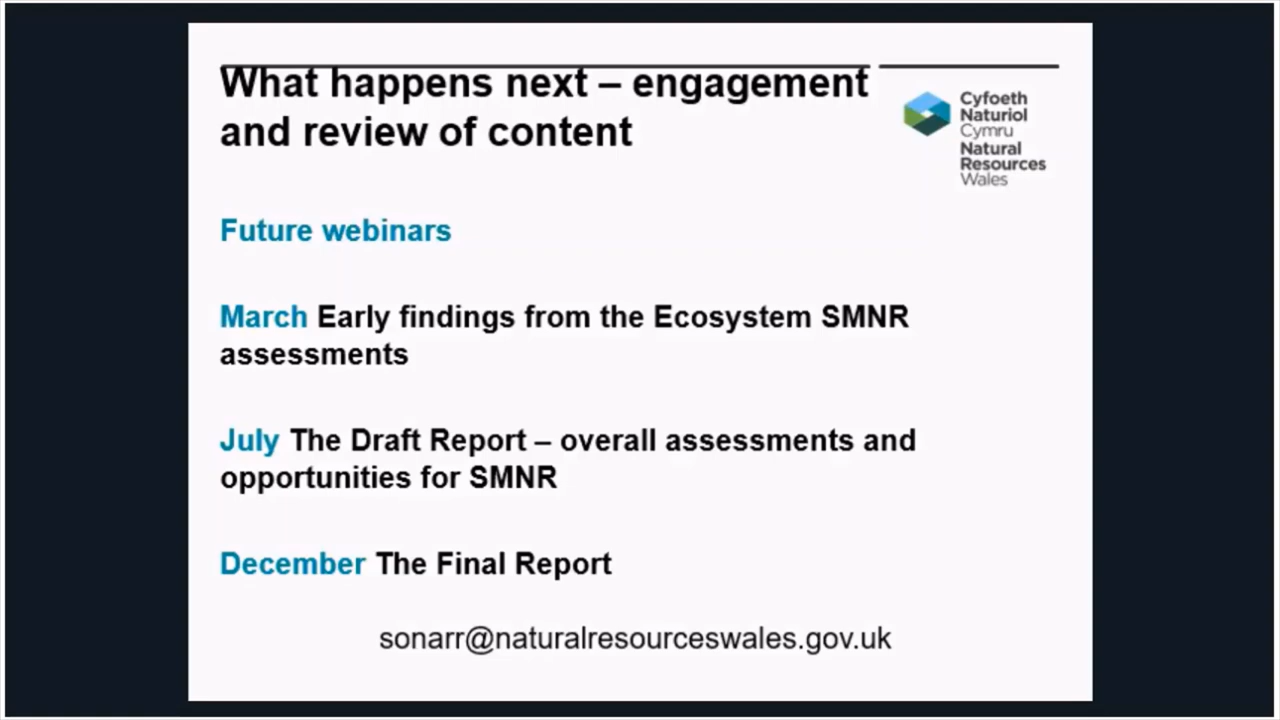 What happens next – engagement
and review of content
Cyfoeth
Naturiol
Cymru
Natural
Resources
Wales
Future webinars
March Early findings from the Ecosystem SMNR
assessments
July The Draft Report – overall assessments and
opportunities for SMNR
December The Final Report
sonarr@naturalresourceswales.gov.uk